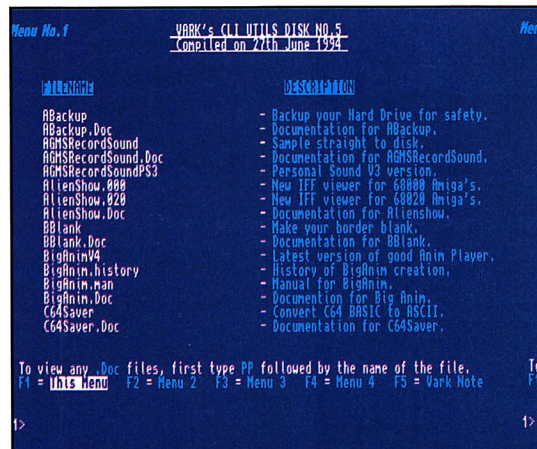 Menu No.1 VARK's CLI UTILS DISK NO.5 Men
Compiled on 27th June 1994
FILENAME DESCRIPTION
ABackup - Backup your Hard Drive for safety.
ABackup.Doc - Documentation for ABackup.
AGMSRecordSound - Sample straight to disk.
AGMSRecordSound.Doc - Documentation for AGMSRecordSound.
AGMSRecordSoundPS3 - Personal Sound V3 version.
AlienShow.000 - New IFF viewer for 68000 Amiga's.
AlienShow.020 - New IFF viewer for 68020 Amiga's.
AlienShow.Doc - Documentation for Alienshow.
BBlank - Make your border blank.
BBlank.Doc - Documentation for BBlank.
BigAnimV4 - Latest version of good Anim Player.
BigAnim.history - History of BigAnim creation.
BigAnim.man - Manual for BigAnim.
BigAnim.Doc - Documention for Big Anim.
C64Saver - Convert C64 BASIC to ASCII.
C64Saver.Doc - Documentation for C64Saver.
To view any .Doc files, first type PP followed by the name of the file. To
F1 = This Menu F2 = Menu 2 F3 = Menu 3 F4 = Menu 4 F5 = Vark Note F1
1> 1>